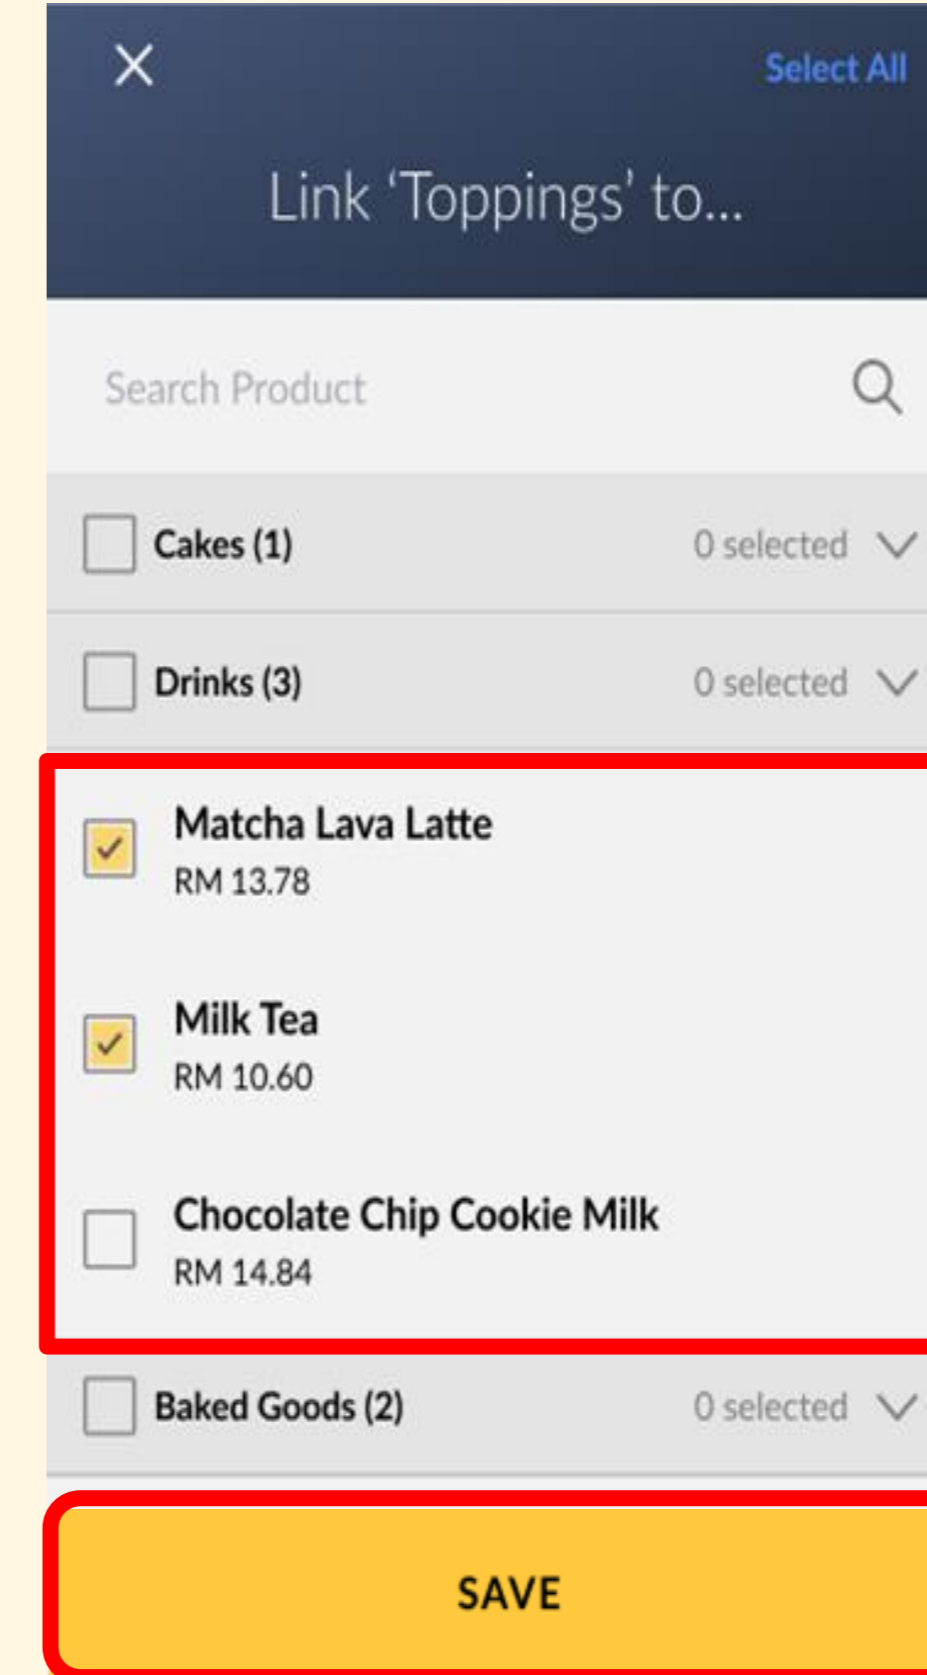 Select All
Link ‘Toppings’ to...
Search Product
Cakes (1) 0 selected
Drinks (3) 0 selected
Matcha Lava Latte
RM 13.78
Milk Tea
RM 10.60
Chocolate Chip Cookie Milk
RM 14.84
Baked Goods (2) 0 selected
SAVE